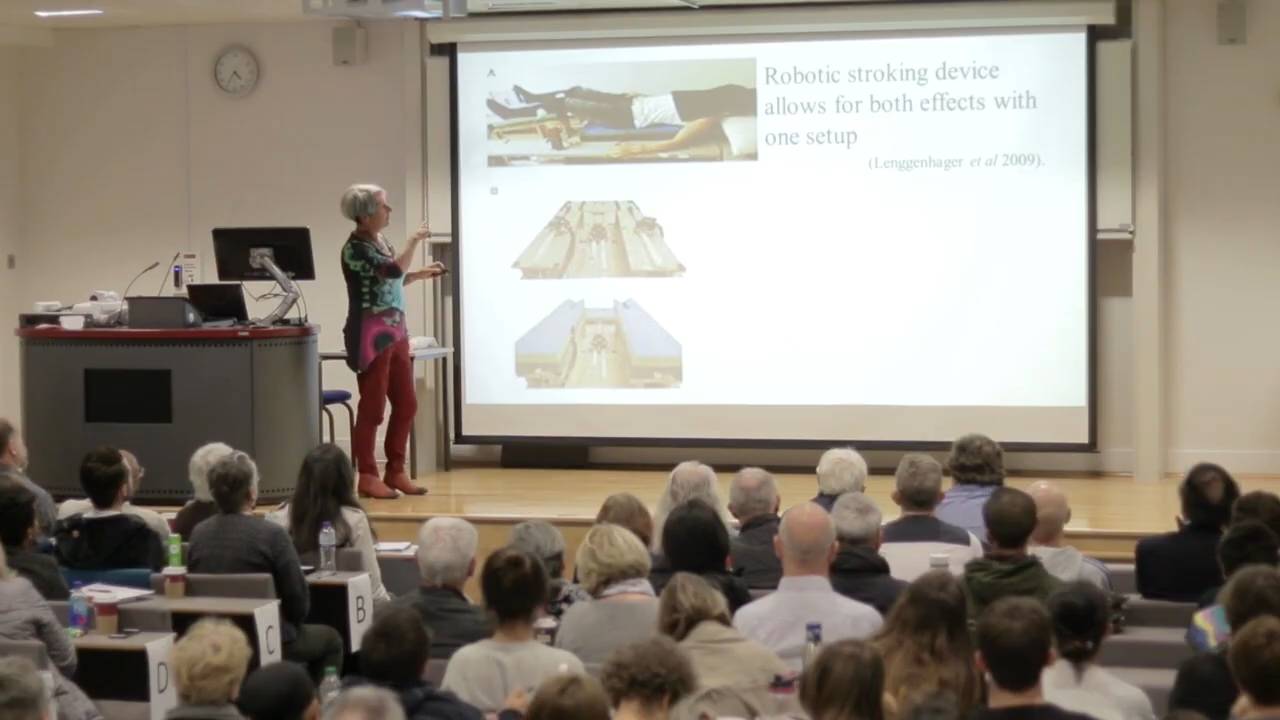 A
Robotic stroking device
allows for both effects with
one setup
(Lenggenhager et al 2009).
B
C
D